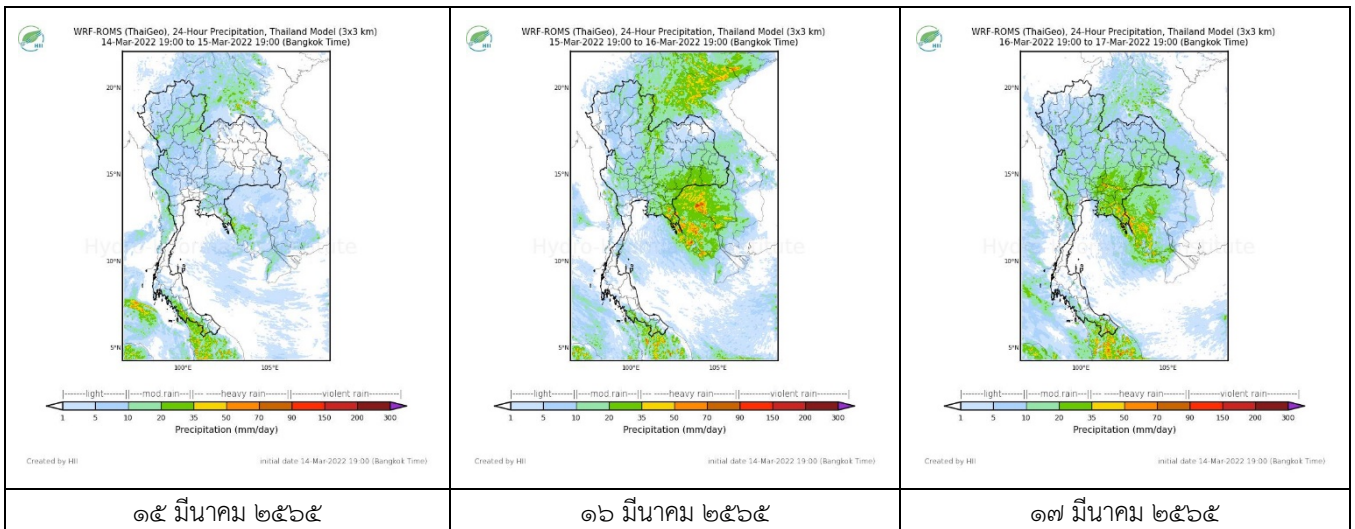 HII
WRF-ROMS (ThaiGeo), 24-Hour Precipitation, Thailand Model (3x3 km)
14-Mar-2022 19:00 to 15-Mar-2022 19:00 (Bangkok Time)
20°N
15°N
10°N
5°N
100°E 105°E
|-------light-------||---mod.rain---||--- ---heavy rain---||-------violent rain-------|
1 5 10 20 35 50 70 90 150 200 300
Precipitation (mm/day)
Created by HII initial date 14-Mar-2022 19:00 (Bangkok Time)
๑๕ มีนาคม ๒๕๖๕
HII
WRF-ROMS (ThaiGeo), 24-Hour Precipitation, Thailand Model (3x3 km)
15-Mar-2022 19:00 to 16-Mar-2022 19:00 (Bangkok Time)
20°N
15°N
10°N
5°N
100°E 105°E
|-------light-------||---mod.rain---||--- ---heavy rain---||-------violent rain-------|
1 5 10 20 35 50 70 90 150 200 300
Precipitation (mm/day)
Created by HII initial date 14-Mar-2022 19:00 (Bangkok Time)
๑๖ มีนาคม ๒๕๖๕
HII
WRF-ROMS (ThaiGeo), 24-Hour Precipitation, Thailand Model (3x3 km)
16-Mar-2022 19:00 to 17-Mar-2022 19:00 (Bangkok Time)
20°N
15°N
10°N
5°N
100°E 105°E
|-------light-------||---mod.rain---||--- ---heavy rain---||-------violent rain-------|
1 5 10 20 35 50 70 90 150 200 300
Precipitation (mm/day)
Created by HII initial date 14-Mar-2022 19:00 (Bangkok Time)
๑๗ มีนาคม ๒๕๖๕